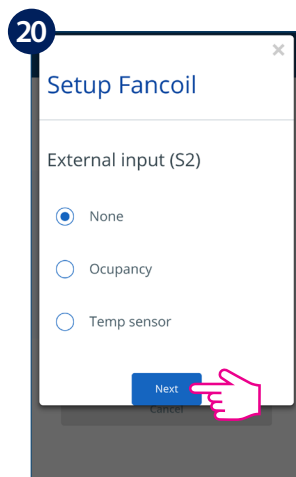 20
×
Setup Fancoil
External input (S2)
None
Ocupancy
Temp sensor
Next
Cancel